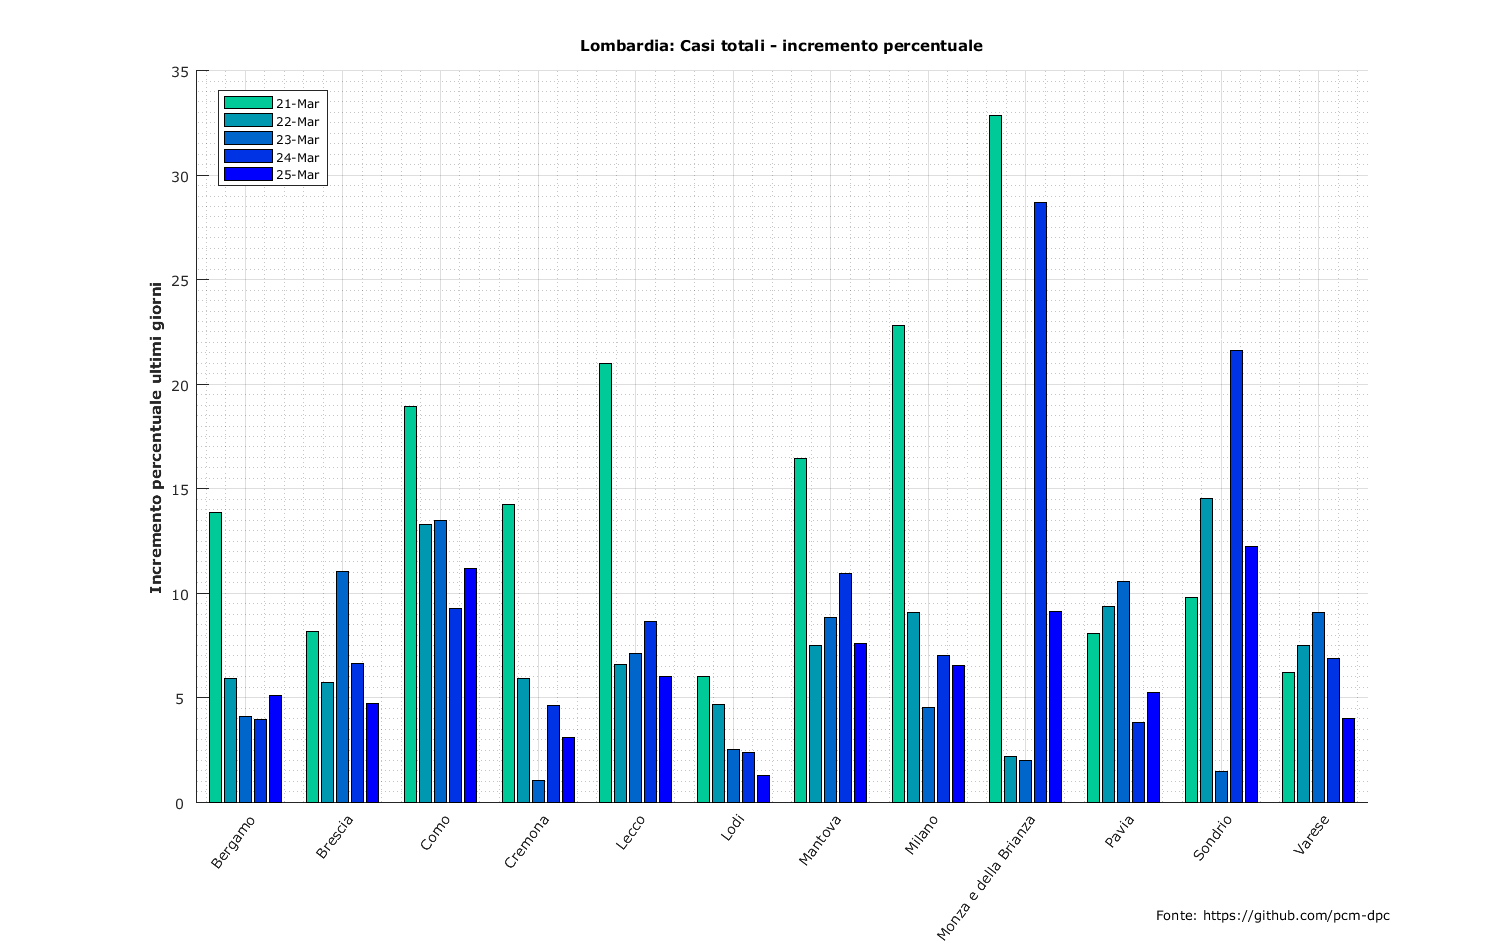 Lombardia: Casi totali - incremento percentuale
35
30
25
20
15
10
5
0
Incremento percentuale ultimi giorni
21-Mar
22-Mar
23-Mar
24-Mar
25-Mar
Bergamo
Brescia
Como
Cremona
Lecco
Lodi
Mantova
Milano
Monza e della Brianza
Pavia
Sondrio
Varese
Fonte: https://github.com/pcm-dpc